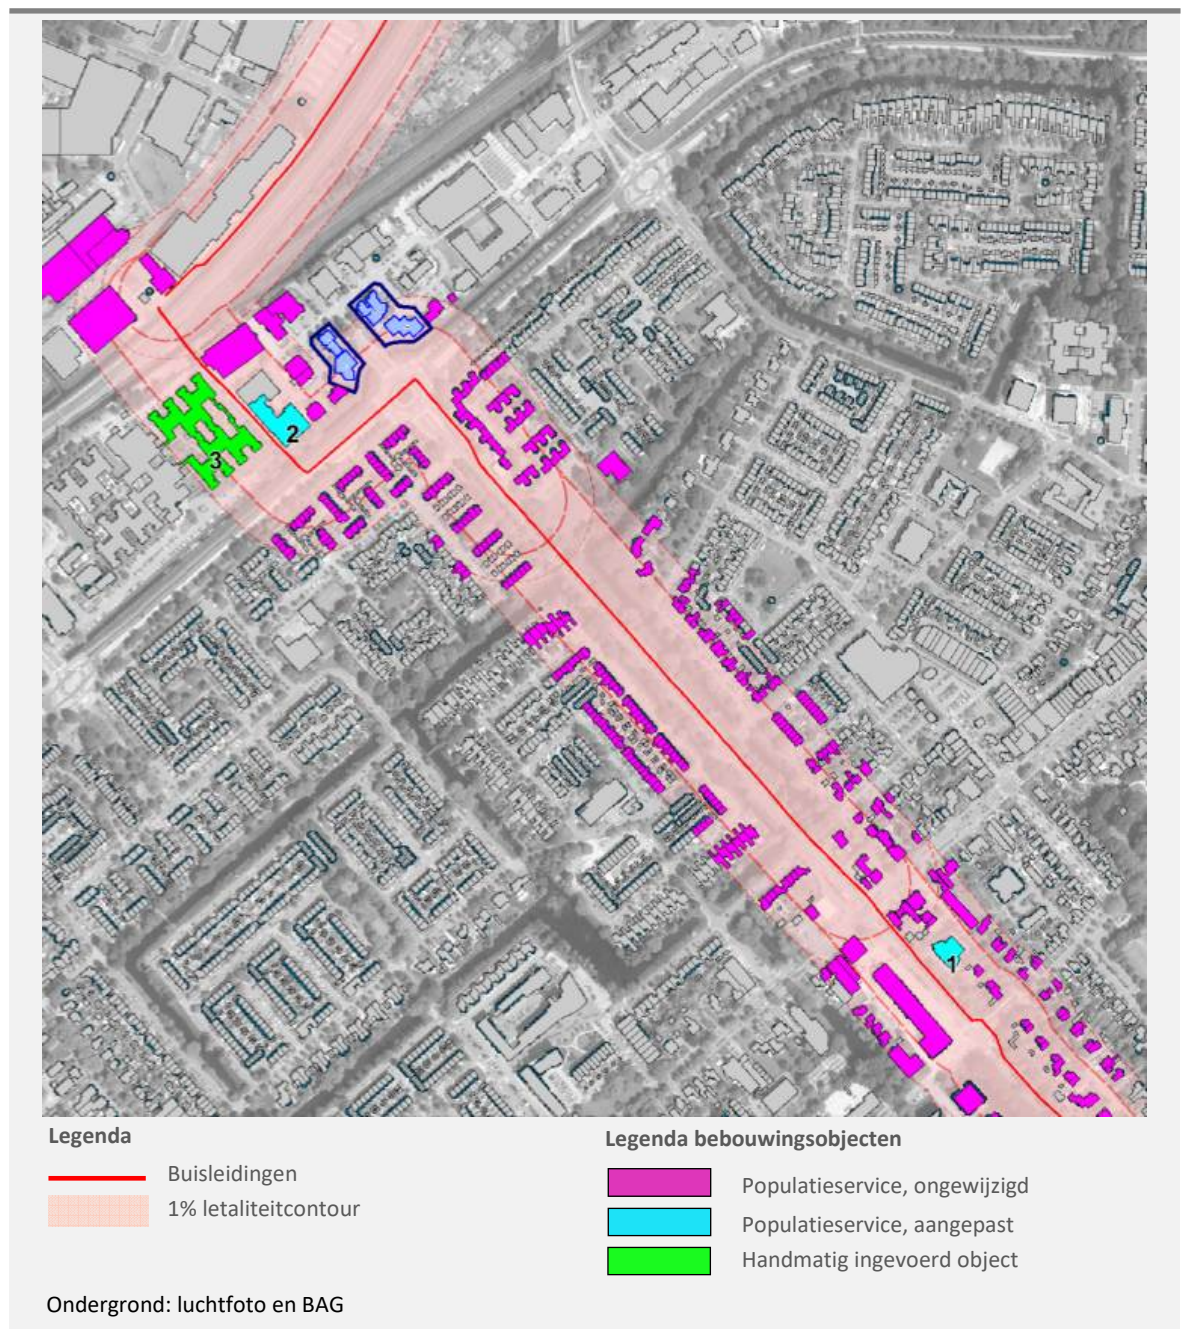 2
3
1
Legenda
Buisleidingen
1% letaliteitcontour
Legenda bebouwingsobjecten
Populatieservice, ongewijzigd
Populatieservice, aangepast
Handmatig ingevoerd object
Ondergrond: luchtfoto en BAG